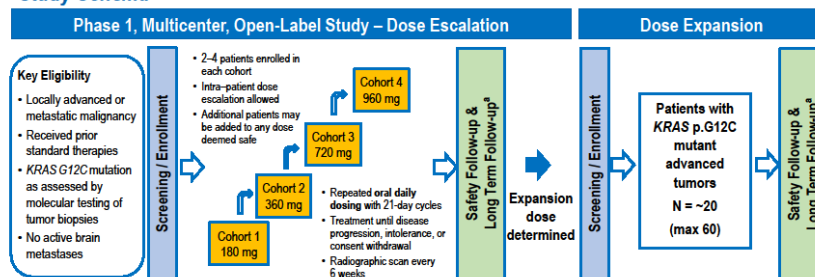 Study Schema
Phase 1, Multicenter, Open-Label Study – Dose Escalation
Dose Expansion
Key Eligibility
• Locally advanced or
metastatic malignancy
• Received prior
standard therapies
• KRAS G12C mutation
as assessed by
molecular testing of
tumor biopsies
• No active brain
metastases
Screening / Enrollment
• 2–4 patients enrolled in
each cohort
• Intra–patient dose
escalation allowed
• Additional patients may
be added to any dose
deemed safe
Cohort 1
180 mg
Cohort 2
360 mg
Cohort 3
720 mg
Cohort 4
960 mg
• Repeated oral daily
dosing with 21-day cycles
• Treatment until disease
progression, intolerance, or
consent withdrawal
• Radiographic scan every
6 weeks
Safety Follow-up &
Long Term Follow-upª
Expansion
dose
determined
Screening / Enrollment
Patients with
KRAS p.G12C
mutant
advanced
tumors
N = ~20
(max 60)
Safety Follow-up &
Long Term Follow-upª